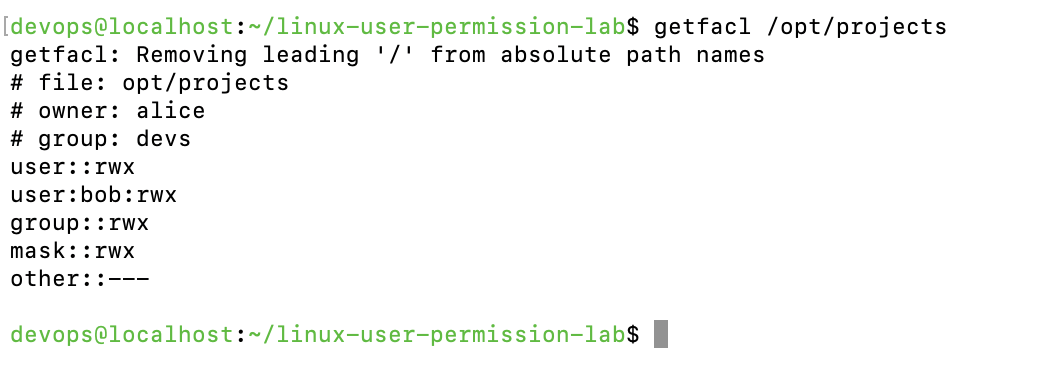 [devops@localhost:~/linux-user-permission-lab$ getfacl /opt/projects
getfacl: Removing leading '/' from absolute path names
# file: opt/projects
# owner: alice
# group: devs
user::rwx
user:bob:rwx
group::rwx
mask::rwx
other::---
devops@localhost:~/linux-user-permission-lab$